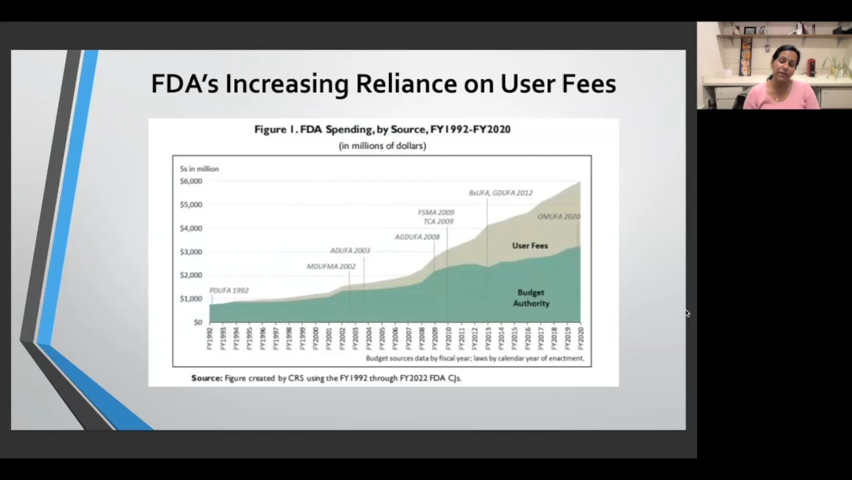 FDA's Increasing Reliance on User Fees
Figure 1. FDA Spending, by Source, FY1992-FY2020
(in millions of dollars)
$s in million
$6,000
$5,000
$4,000
$3,000
$2,000
$1,000
$0
PDUFA 1992
MDUFMA 2002
ADUFA 2003
AGDUFA 2008
FSMA 2009
TCA 2009
BsUFA, GDUFA 2012
OMUFA 2020
User Fees
Budget
Authority
FY1992
FY1993
FY1994
FY1995
FY1996
FY1997
FY1998
FY1999
FY2000
FY2001
FY2002
FY2003
FY2004
FY2005
FY2006
FY2007
FY2008
FY2009
FY2010
FY2011
FY2012
FY2013
FY2014
FY2015
FY2016
FY2017
FY2018
FY2019
FY2020
Budget sources data by fiscal year; laws by calendar year of enactment.
Source: Figure created by CRS using the FY1992 through FY2022 FDA CJs.